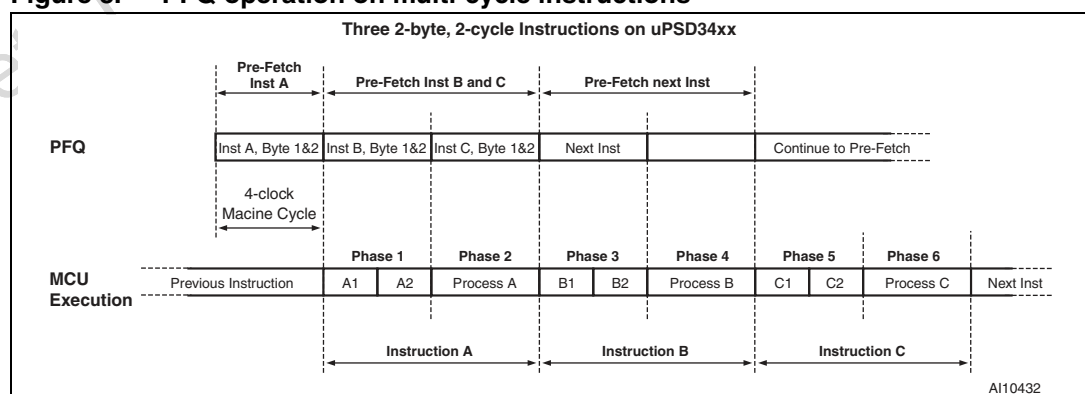 Three 2-byte, 2-cycle Instructions on uPSD34xx
Pre-Fetch
Inst A
Pre-Fetch Inst B and C
Pre-Fetch next Inst
PFQ
Inst A, Byte 1&2
Inst B, Byte 1&2
Inst C, Byte 1&2
Next Inst
Continue to Pre-Fetch
4-clock
Macine Cycle
Phase 1
Phase 2
Phase 3
Phase 4
Phase 5
Phase 6
MCU
Execution
Previous Instruction
A1
A2
Process A
B1
B2
Process B
C1
C2
Process C
Next Inst
Instruction A
Instruction B
Instruction C
AI10432